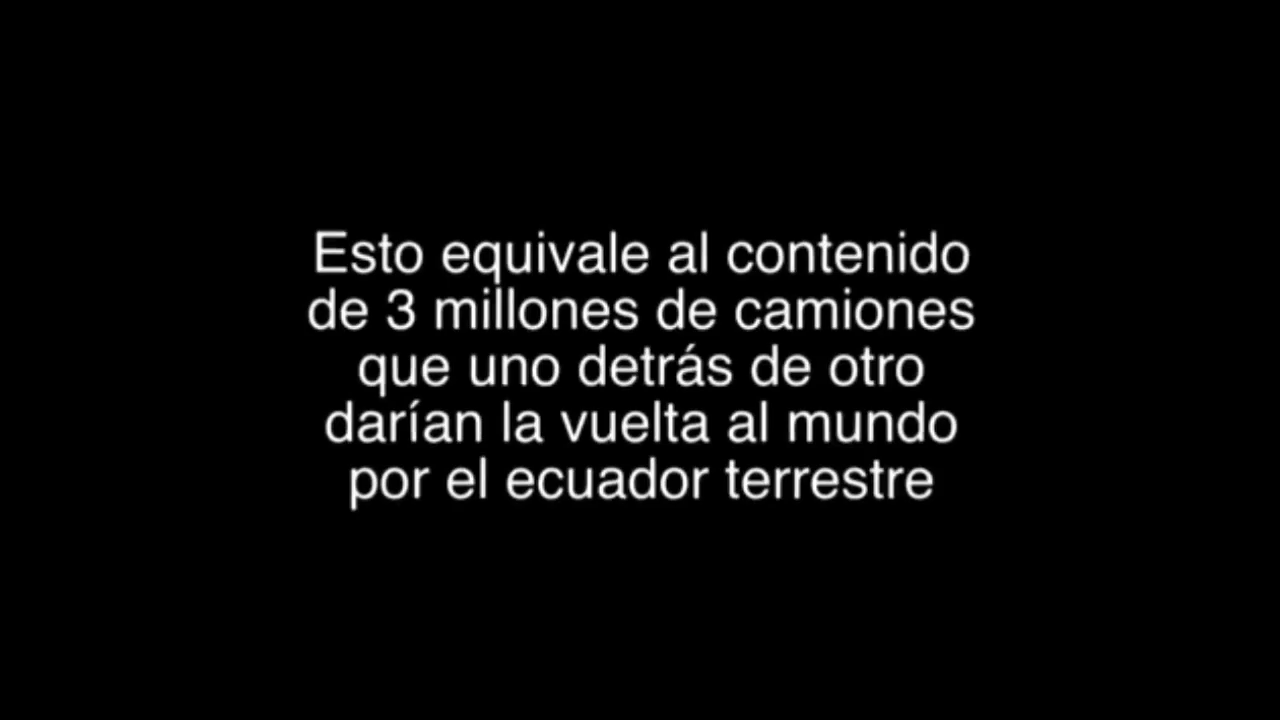 Esto equivale al contenido
de 3 millones de camiones
que uno detrás de otro
darían la vuelta al mundo
por el ecuador terrestre